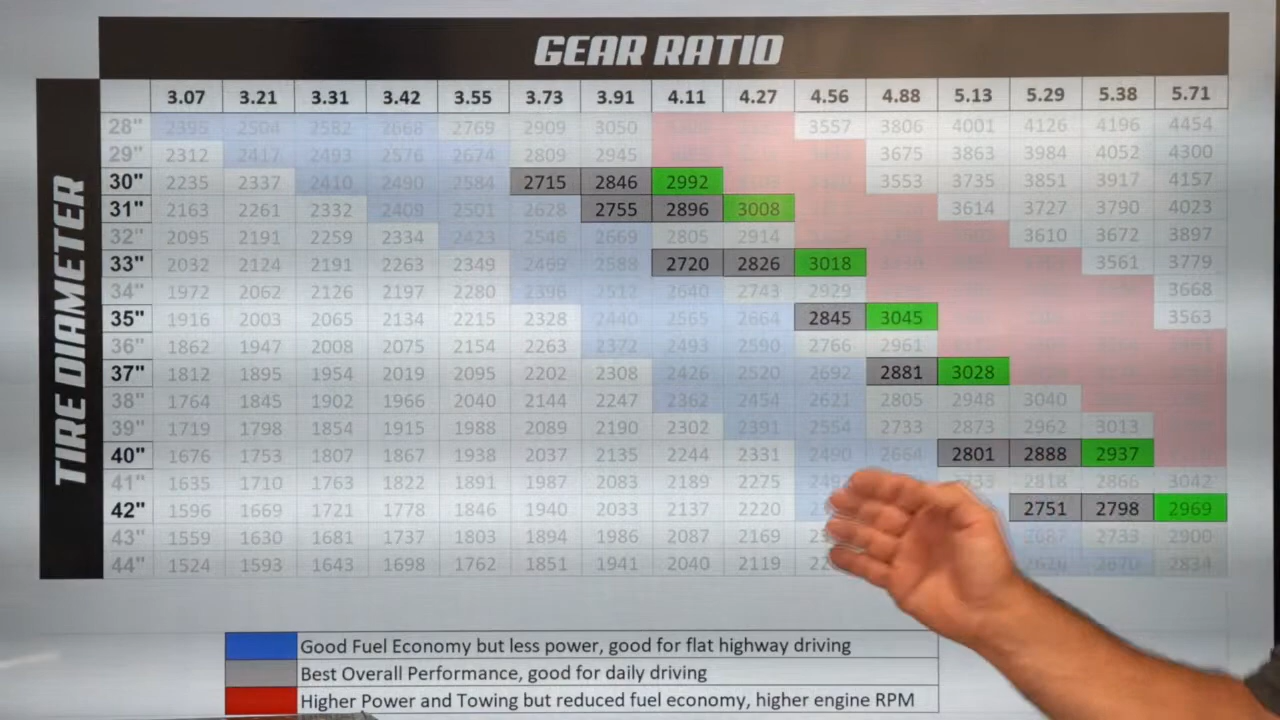 GEAR RATIO
TIRE DIAMETER
3.07 3.21 3.31 3.42 3.55 3.73 3.91 4.11 4.27 4.56 4.88 5.13 5.29 5.38 5.71
28" 2395 2504 2582 2668 2769 2909 3050 3557 3806 4001 4126 4196 4454
29" 2312 2417 2493 2576 2674 2809 2945 3675 3863 3984 4052 4300
30" 2235 2337 2410 2490 2584 2715 2846 2992 3553 3735 3851 3917 4157
31" 2163 2261 2332 2409 2501 2628 2755 2896 3008 3614 3727 3790 4023
32" 2095 2191 2259 2334 2423 2546 2669 2805 2914 3610 3672 3897
33" 2032 2124 2191 2263 2349 2469 2588 2720 2826 3018 3561 3779
34" 1972 2062 2126 2197 2280 2396 2512 2640 2743 2929 3668
35" 1916 2003 2065 2134 2215 2328 2440 2565 2664 2845 3045 3563
36" 1862 1947 2008 2075 2154 2263 2372 2493 2590 2766 2961
37" 1812 1895 1954 2019 2095 2202 2308 2426 2520 2692 2881 3028
38" 1764 1845 1902 1966 2040 2144 2247 2362 2454 2621 2805 2948 3040
39" 1719 1798 1854 1915 1988 2089 2190 2302 2391 2554 2733 2873 2962 3013
40" 1676 1753 1807 1867 1938 2037 2135 2244 2331 2490 2664 2801 2888 2937
41" 1635 1710 1763 1822 1891 1987 2083 2189 2275 2818 2866 3042
42" 1596 1669 1721 1778 1846 1940 2033 2137 2220 2751 2798 2969
43" 1559 1630 1681 1737 1803 1894 1986 2087 2169 2687 2733 2900
44" 1524 1593 1643 1698 1762 1851 1941 2040 2119 2626 2670 2834
Good Fuel Economy but less power, good for flat highway driving
Best Overall Performance, good for daily driving
Higher Power and Towing but reduced fuel economy, higher engine RPM